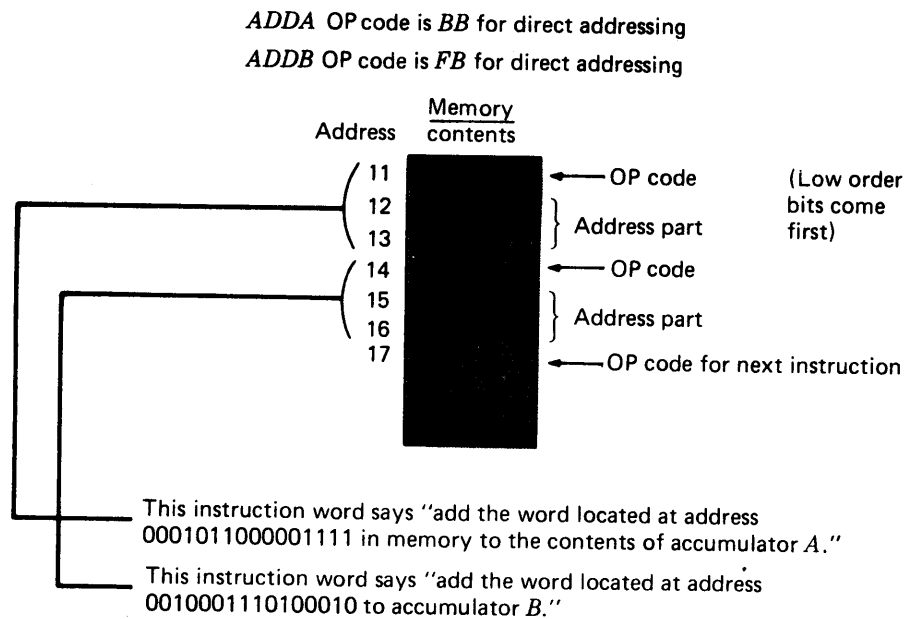 ADDA OP code is BB for direct addressing
ADDB OP code is FB for direct addressing
Memory
Address contents
11 OP code (Low order
12 bits come
Address part first)
13
14 OP code
15
Address part
16
17 OP code for next instruction
This instruction word says "add the word located at address
0001011000001111 in memory to the contents of accumulator A."
This instruction word says "add the word located at address
0010001110100010 to accumulator B."